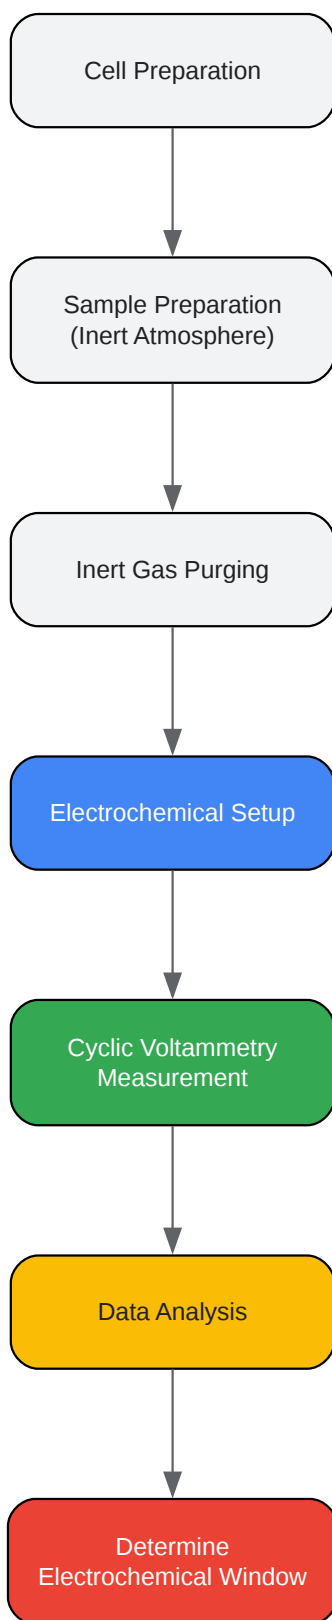 Cell Preparation
Sample Preparation
(Inert Atmosphere)
Inert Gas Purging
Electrochemical Setup
Cyclic Voltammetry
Measurement
Data Analysis
Determine
Electrochemical Window